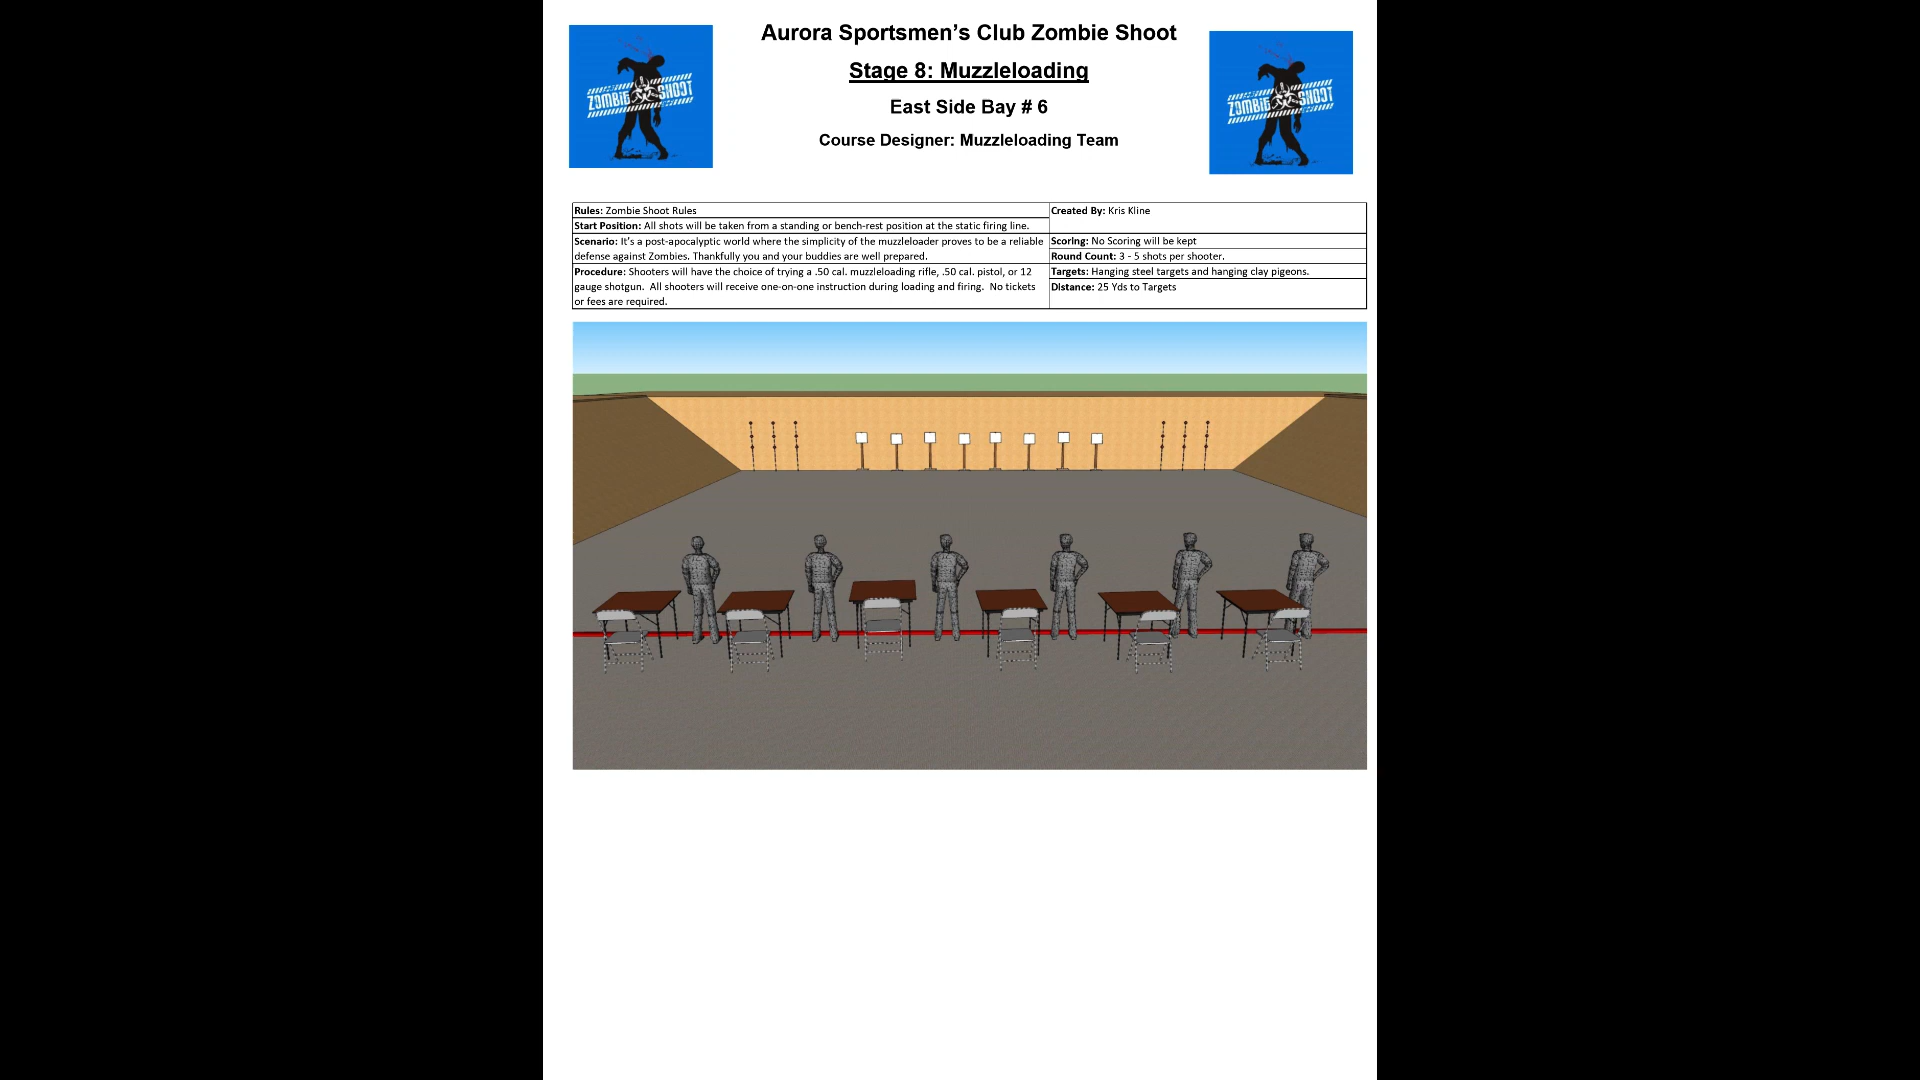 Aurora Sportsmen's Club Zombie Shoot
Stage 8: Muzzleloading
East Side Bay # 6
Course Designer: Muzzleloading Team
ZOMBIE SHOOT
ZOMBIE SHOOT
Rules: Zombie Shoot Rules
Start Position: All shots will be taken from a standing or bench-rest position at the static firing line.
Scenario: It's a post-apocalyptic world where the simplicity of the muzzleloader proves to be a reliable
defense against Zombies. Thankfully you and your buddies are well prepared.
Procedure: Shooters will have the choice of trying a .50 cal. muzzleloading rifle, .50 cal. pistol, or 12
gauge shotgun.  All shooters will receive one-on-one instruction during loading and firing.  No tickets
or fees are required.
Created By: Kris Kline
Scoring: No Scoring will be kept
Round Count: 3 - 5 shots per shooter.
Targets: Hanging steel targets and hanging clay pigeons.
Distance: 25 Yds to Targets